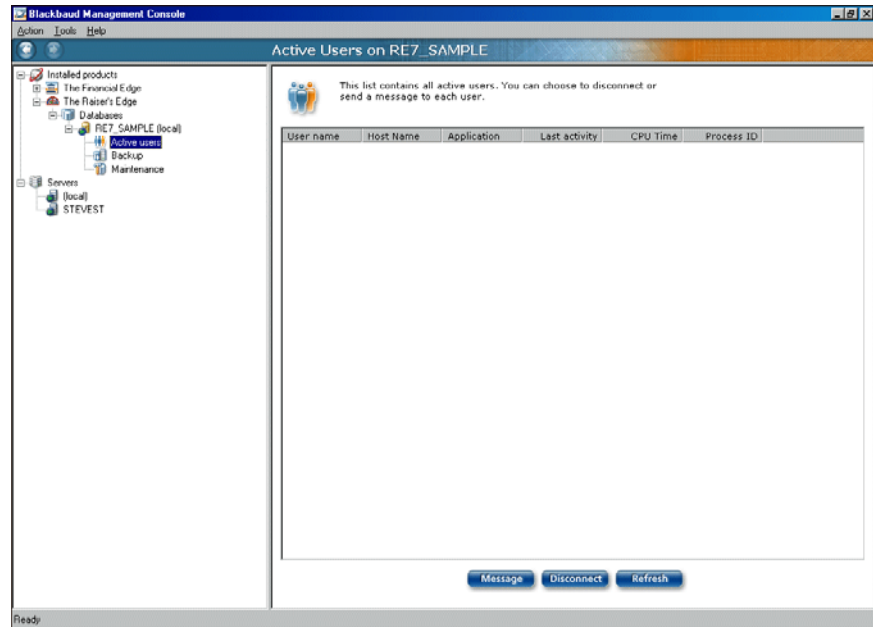 Blackbaud Management Console
Action Tools Help
Active Users on RE7_SAMPLE
Installed products
The Financial Edge
The Raiser's Edge
Databases
RE7_SAMPLE (local)
Active users
Backup
Maintenance
Servers
(local)
STEVEST
This list contains all active users. You can choose to disconnect or
send a message to each user.
User name Host Name Application Last activity CPU Time Process ID
Message Disconnect Refresh
Ready